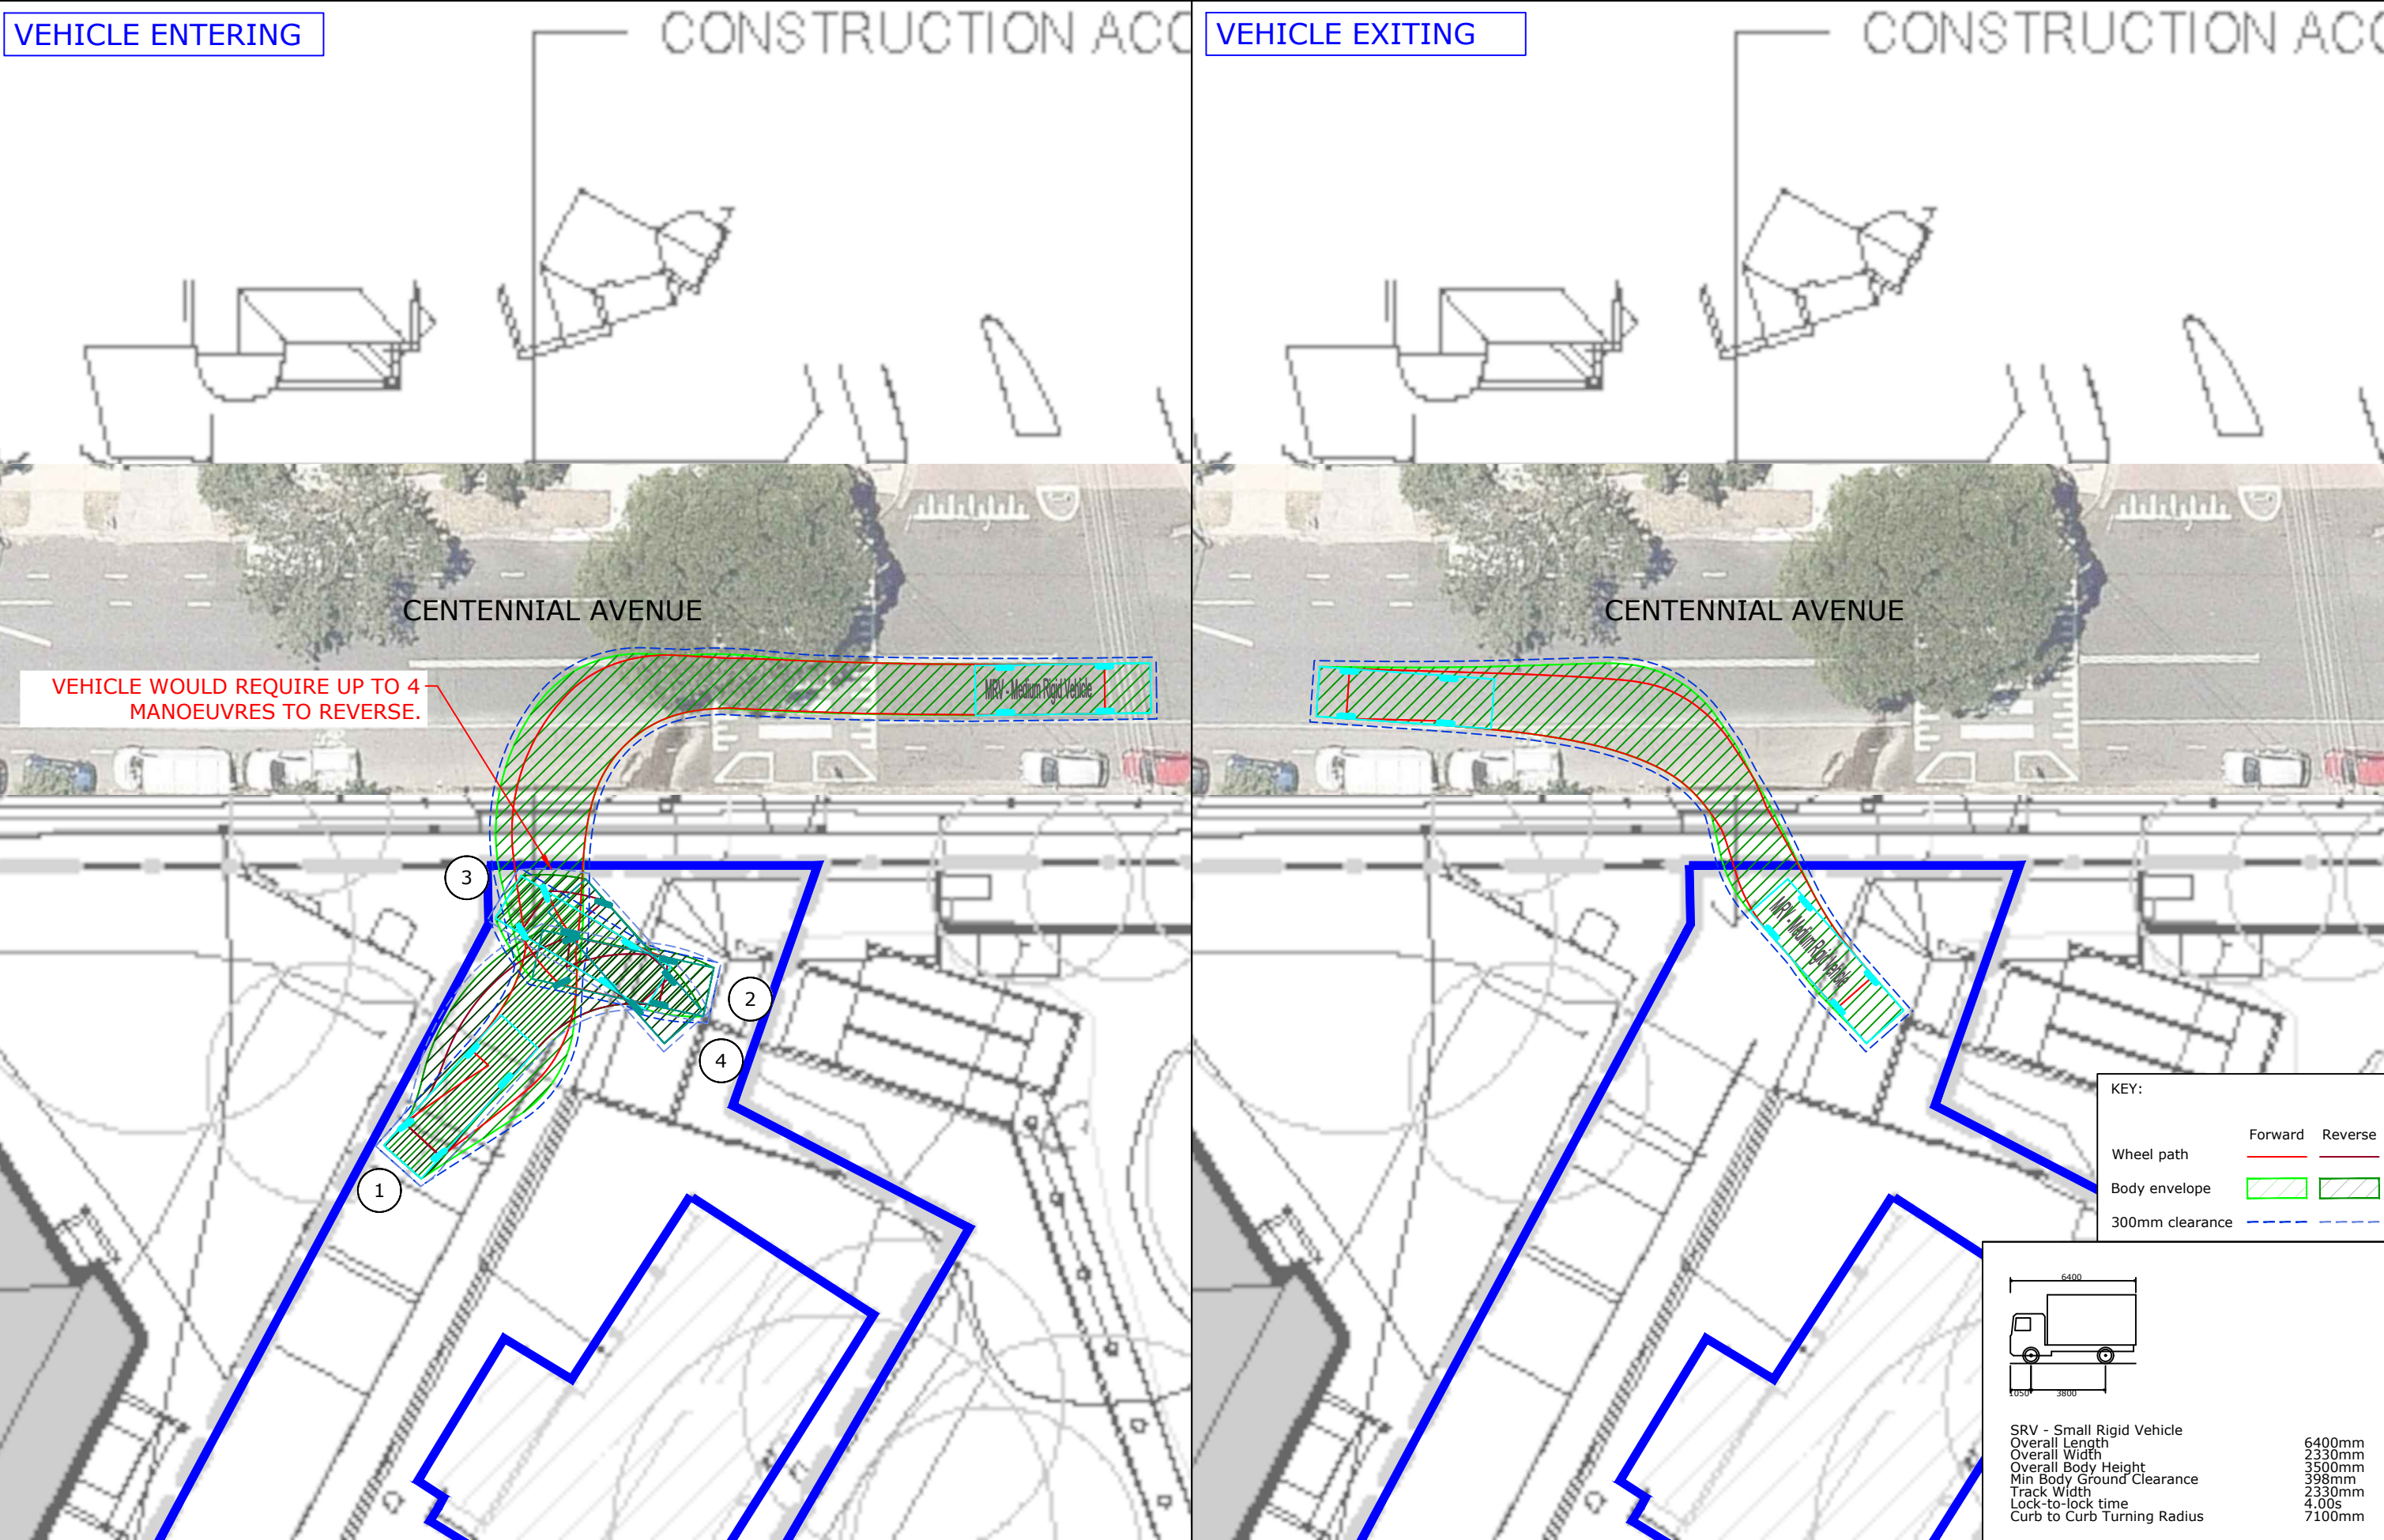 VEHICLE ENTERING
CONSTRUCTION ACC
CENTENNIAL AVENUE
MRV - Medium Rigid Vehicle
VEHICLE WOULD REQUIRE UP TO 4
MANOEUVRES TO REVERSE.
3
2
4
1
VEHICLE EXITING
CONSTRUCTION ACC
CENTENNIAL AVENUE
MRV - Medium Rigid Vehicle
KEY:
Forward Reverse
Wheel path
Body envelope
300mm clearance
6400
1050 3800
SRV - Small Rigid Vehicle
Overall Length 6400mm
Overall Width 2330mm
Overall Body Height 3500mm
Min Body Ground Clearance 398mm
Track Width 2330mm
Lock-to-lock time 4.00s
Curb to Curb Turning Radius 7100mm